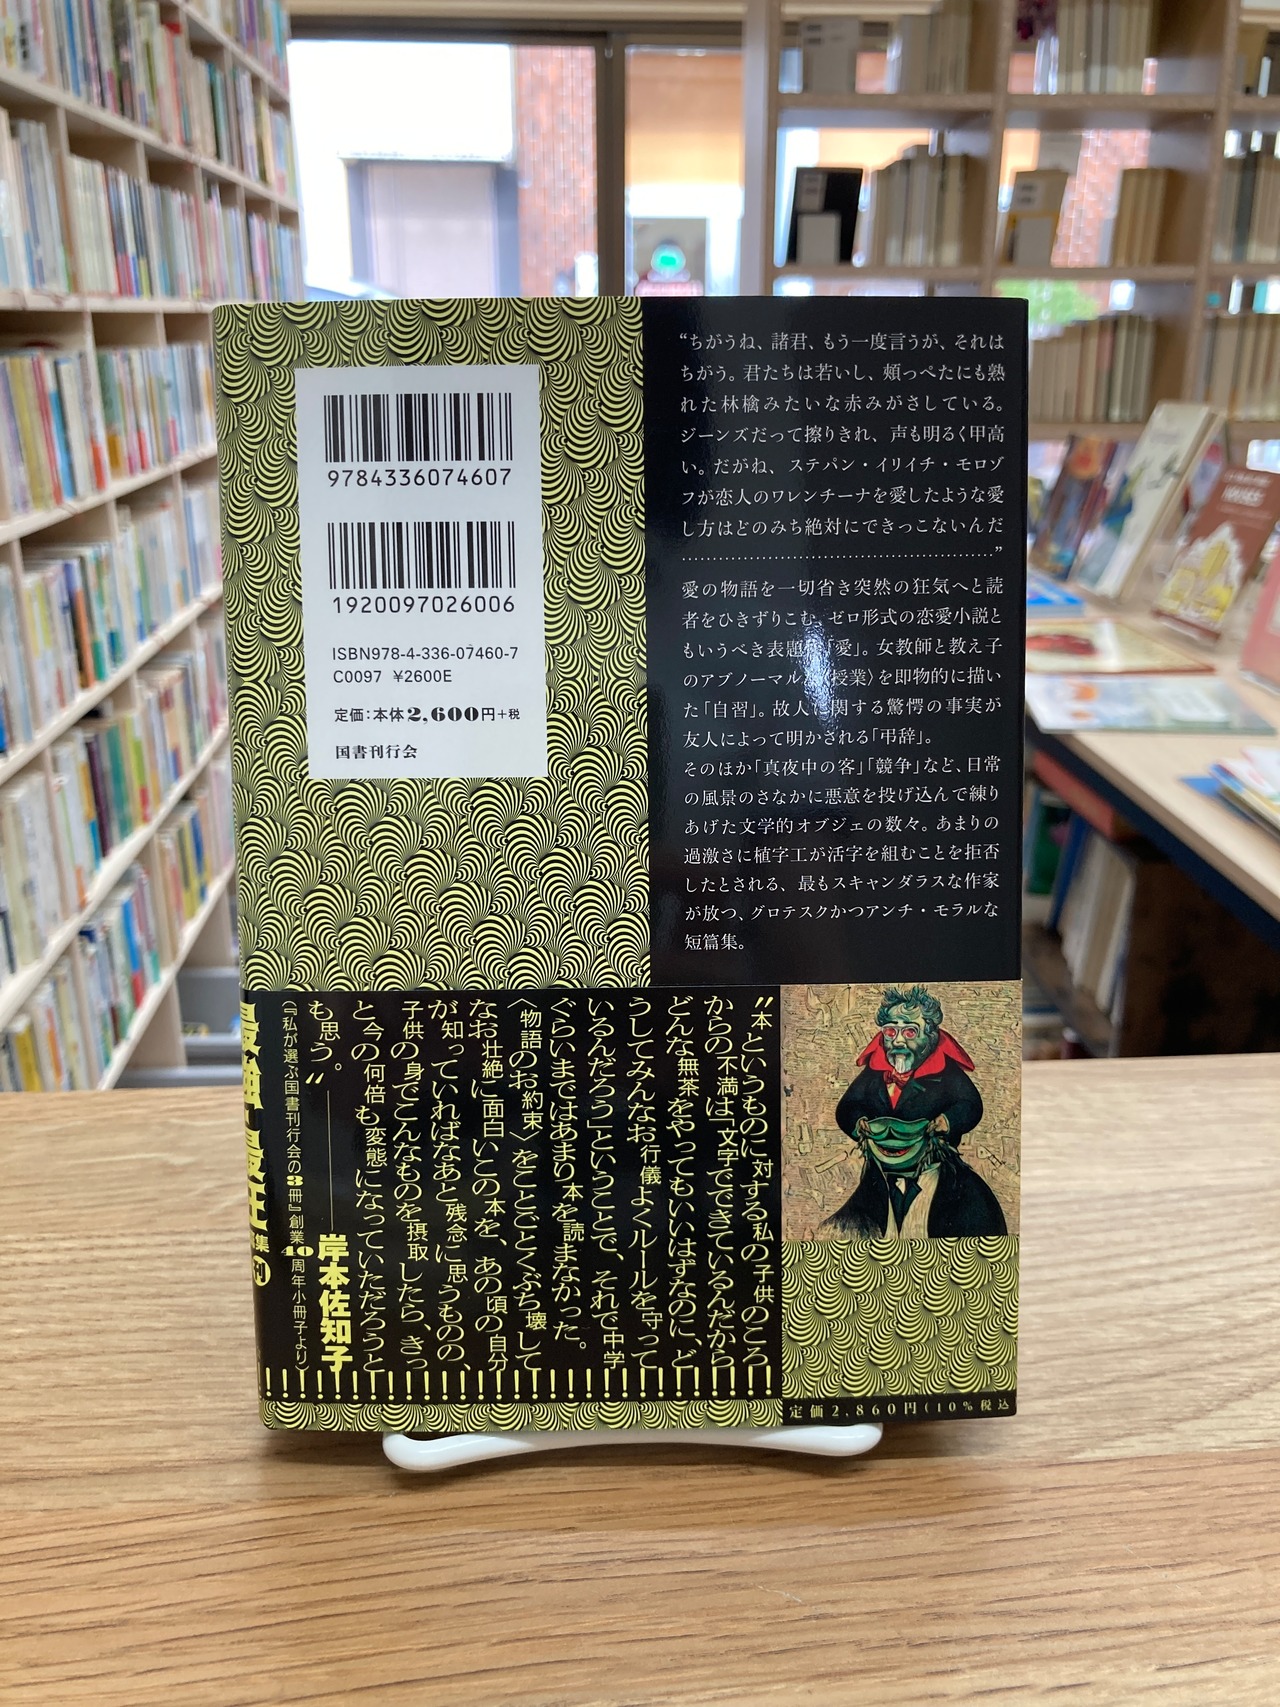 9784336074607
1920097026006
ISBN978-4-336-07460-7
C0097 ¥2600E
定価:本体2,600円+税
国書刊行会
“ちがうね、諸君、もう一度言うが、それは
ちがう。君たちは若いし、頰っぺたにも熟
れた林檎みたいな赤みがさしている。
ジーンズだって擦りきれ、声も明るく甲高
い。だがね、ステパン・イリイチ・モロゾ
フが恋人のワレンチーナを愛したような愛
し方はどのみち絶対にできっこないんだ
……………………………………………………”
愛の物語を一切省き突然の狂気へと読
者をひきずりこむ、ゼロ形式の恋愛小説と
もいうべき表題「愛」。女教師と教え子
のアブノーマルな〈授業〉を即物的に描い
た「自習」。故人に関する驚愕の事実が
友人によって明かされる「弔辞」。
そのほか「真夜中の客」「競争」など、日常
の風景のさなかに悪意を投げ込んで練り
あげた文学的オブジェの数々。あまりの
過激さに植字工が活字を組むことを拒否
したとされる、最もスキャンダラスな作家
が放つ、グロテスクかつアンチ・モラルな
短篇集。
〝本というものに対する私の子供のころ
からの不満は「文字でできているんだから
どんな無茶をやってもいいはずなのに、ど
うしてみんなお行儀よくルールを守って
いるんだろう」ということで、それで中学
ぐらいまではあまり本を読まなかった。
〈物語のお約束〉をことごとくぶち壊して
なお壮絶に面白いこの本を、あの頃の自分
が知っていればなあと残念に思うものの、
子供の身でこんなものを摂取したら、きっ
と今の何倍も変態になっていただろうと
も思う。〟
――岸本佐知子
(『私が選ぶ国書刊行会の3冊』創業40周年小冊子より)
!!!!!!!!!!!!!!!!!!!!!!!!!!!
定価2,860円(10%税込